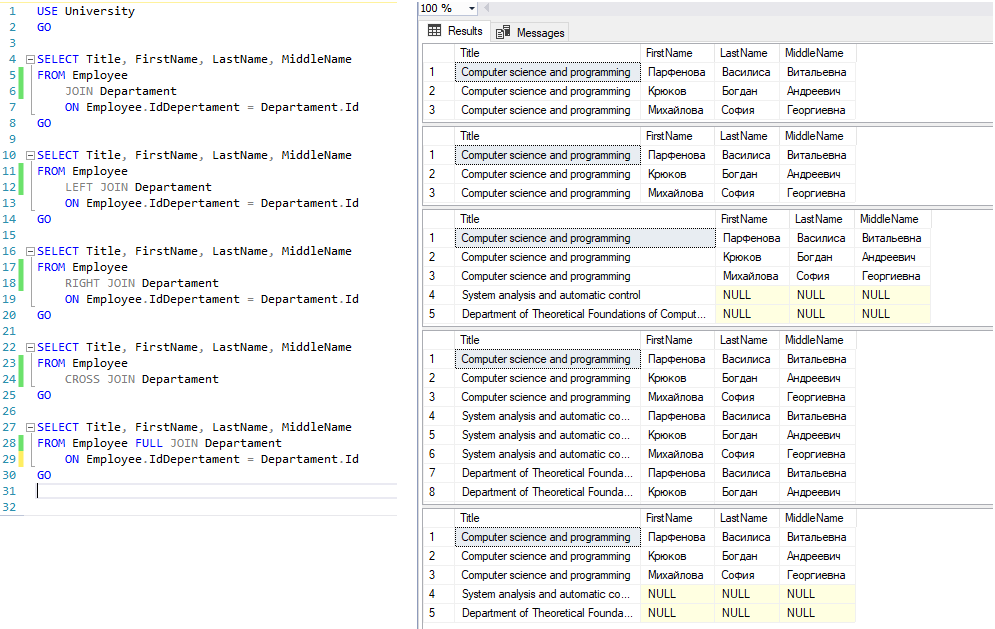 1 USE University
2 GO
3
4 SELECT Title, FirstName, LastName, MiddleName
5 FROM Employee
6 JOIN Departament
7 ON Employee.IdDepertament = Departament.Id
8 GO
9
10 SELECT Title, FirstName, LastName, MiddleName
11 FROM Employee
12 LEFT JOIN Departament
13 ON Employee.IdDepertament = Departament.Id
14 GO
15
16 SELECT Title, FirstName, LastName, MiddleName
17 FROM Employee
18 RIGHT JOIN Departament
19 ON Employee.IdDepertament = Departament.Id
20 GO
21
22 SELECT Title, FirstName, LastName, MiddleName
23 FROM Employee
24 CROSS JOIN Departament
25 GO
26
27 SELECT Title, FirstName, LastName, MiddleName
28 FROM Employee FULL JOIN Departament
29 ON Employee.IdDepertament = Departament.Id
30 GO
31
32
100 %
Results Messages
Title FirstName LastName MiddleName
1 Computer science and programming Парфенова Василиса Витальевна
2 Computer science and programming Крюков Богдан Андреевич
3 Computer science and programming Михайлова София Георгиевна
Title FirstName LastName MiddleName
1 Computer science and programming Парфенова Василиса Витальевна
2 Computer science and programming Крюков Богдан Андреевич
3 Computer science and programming Михайлова София Георгиевна
Title FirstName LastName MiddleName
1 Computer science and programming Парфенова Василиса Витальевна
2 Computer science and programming Крюков Богдан Андреевич
3 Computer science and programming Михайлова София Георгиевна
4 System analysis and automatic control NULL NULL NULL
5 Department of Theoretical Foundations of Comput... NULL NULL NULL
Title FirstName LastName MiddleName
1 Computer science and programming Парфенова Василиса Витальевна
2 Computer science and programming Крюков Богдан Андреевич
3 Computer science and programming Михайлова София Георгиевна
4 System analysis and automatic co... Парфенова Василиса Витальевна
5 System analysis and automatic co... Крюков Богдан Андреевич
6 System analysis and automatic co... Михайлова София Георгиевна
7 Department of Theoretical Founda... Парфенова Василиса Витальевна
8 Department of Theoretical Founda... Крюков Богдан Андреевич
Title FirstName LastName MiddleName
1 Computer science and programming Парфенова Василиса Витальевна
2 Computer science and programming Крюков Богдан Андреевич
3 Computer science and programming Михайлова София Георгиевна
4 System analysis and automatic co... NULL NULL NULL
5 Department of Theoretical Founda... NULL NULL NULL